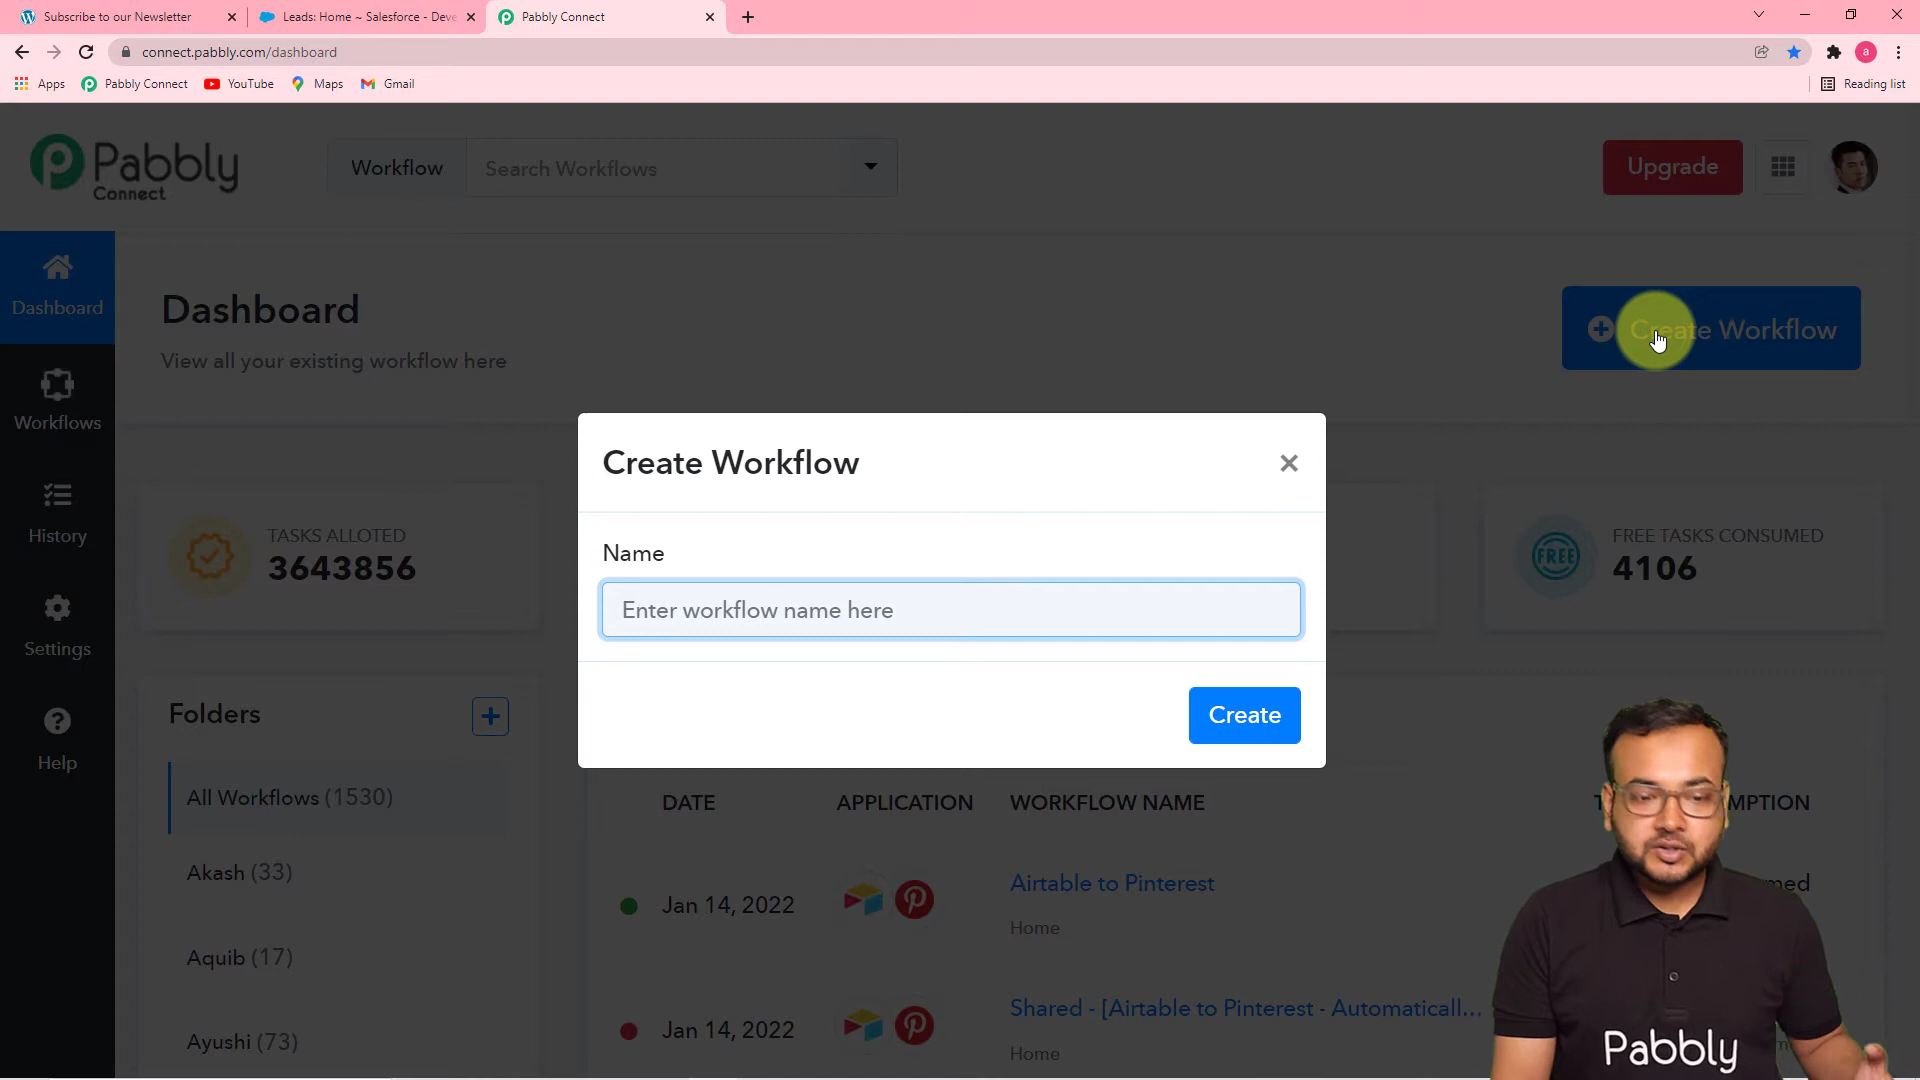 Subscribe to our Newsletter
Leads: Home ~ Salesforce - Deve
Pabbly Connect
connect.pabbly.com/dashboard
a
Apps
Pabbly Connect
YouTube
Maps
Gmail
Reading list
Pabbly
Connect
Workflow
Search Workflows
Upgrade
Dashboard
Workflows
History
Settings
Help
Dashboard
View all your existing workflow here
Create Workflow
Create Workflow
Name
Enter workflow name here
Create
TASKS ALLOTED
3643856
FREE
FREE TASKS CONSUMED
4106
Folders
All Workflows (1530)
Akash (33)
Aquib (17)
Ayushi (73)
DATE
APPLICATION
WORKFLOW NAME
Jan 14, 2022
Airtable to Pinterest
Home
Jan 14, 2022
Shared - [Airtable to Pinterest - Automaticall...
Home
Pabbly